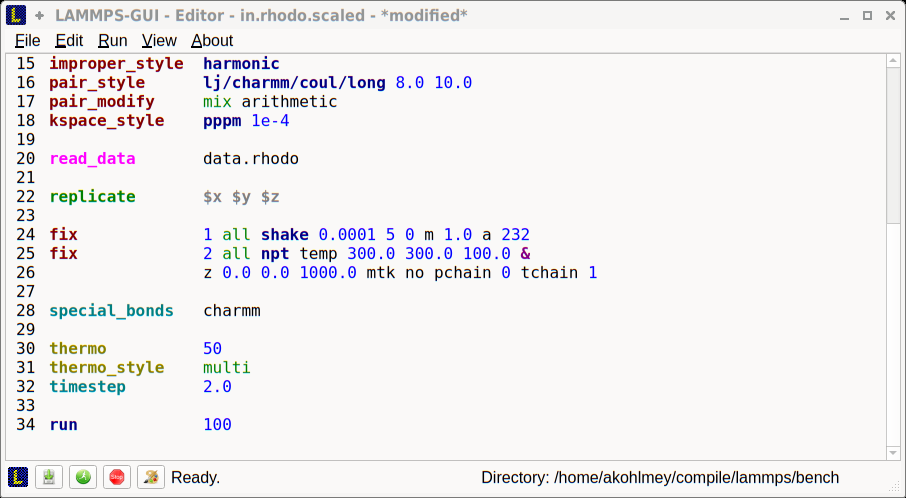 LAMMPS-GUI - Editor - in.rhodo.scaled - *modified*
File Edit Run View About
15 improper_style harmonic
16 pair_style lj/charmm/coul/long 8.0 10.0
17 pair_modify mix arithmetic
18 kspace_style pppm 1e-4
19
20 read_data data.rhodo
21
22 replicate $x $y $z
23
24 fix 1 all shake 0.0001 5 0 m 1.0 a 232
25 fix 2 all npt temp 300.0 300.0 100.0 &
26 z 0.0 0.0 1000.0 mtk no pchain 0 tchain 1
27
28 special_bonds charmm
29
30 thermo 50
31 thermo_style multi
32 timestep 2.0
33
34 run 100
Ready. Directory: /home/akohlmey/compile/lammps/bench